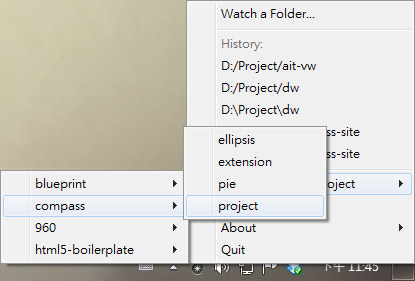 Watch a Folder...
History:
D:/Project/ait-vw
D:/Project/dw
D:\Project\dw
ss-site
ss-site
roject
About
Quit
ellipsis
extension
pie
project
blueprint
compass
960
html5-boilerplate
下午 11:45